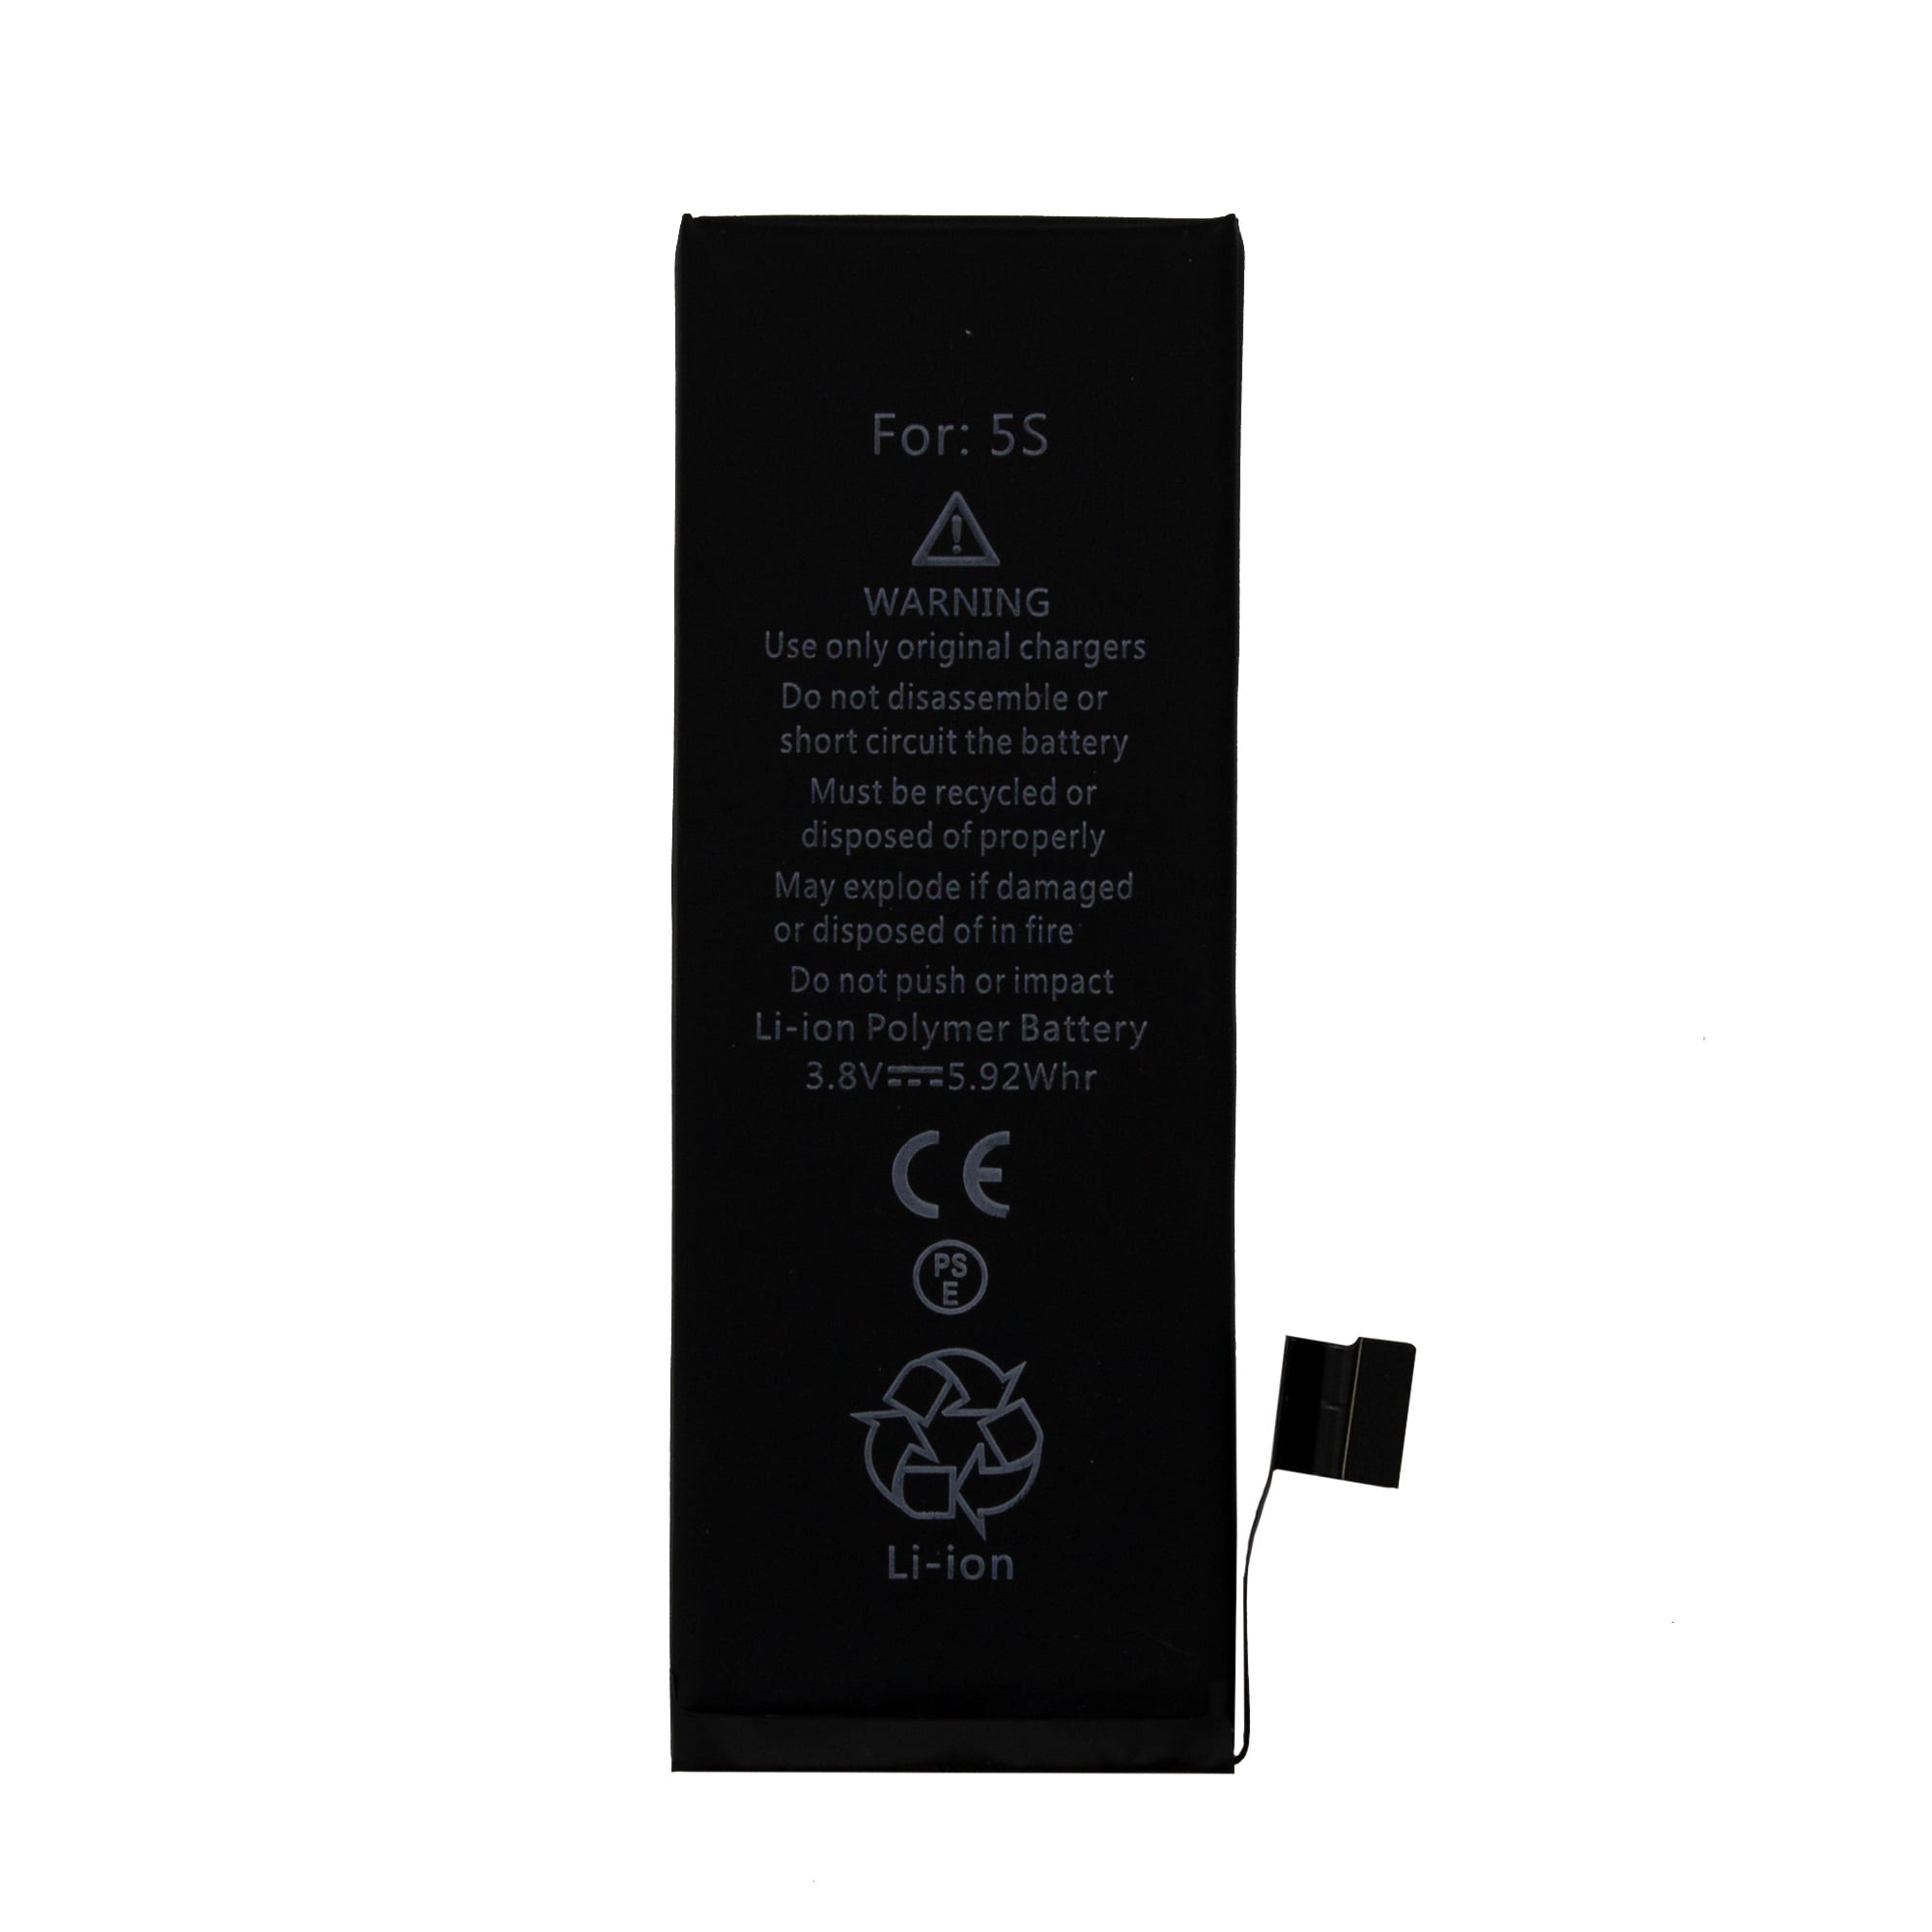 For: 5S
WARNING
Use only original chargers
Do not disassemble or
short circuit the battery
Must be recycled or
disposed of properly
May explode if damaged
or disposed of in fire
Do not push or impact
Li-ion Polymer Battery
3.8V⎓5.92Whr
CE
PS
E
Li-ion